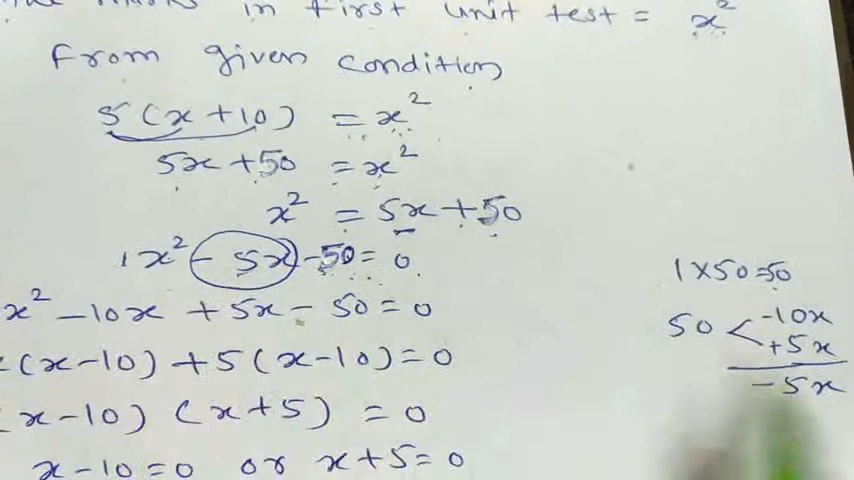 in first unit test = x²
From given condition
5(x+10) = x²
5x+50 = x²
x² = 5x+50
1x² - 5x - 50 = 0
x² - 10x + 5x - 50 = 0
(x-10) + 5(x-10) = 0
(x-10) (x+5) = 0
x-10=0 or x+5=0
1×50=50
50 < -10x
+5x
-5x